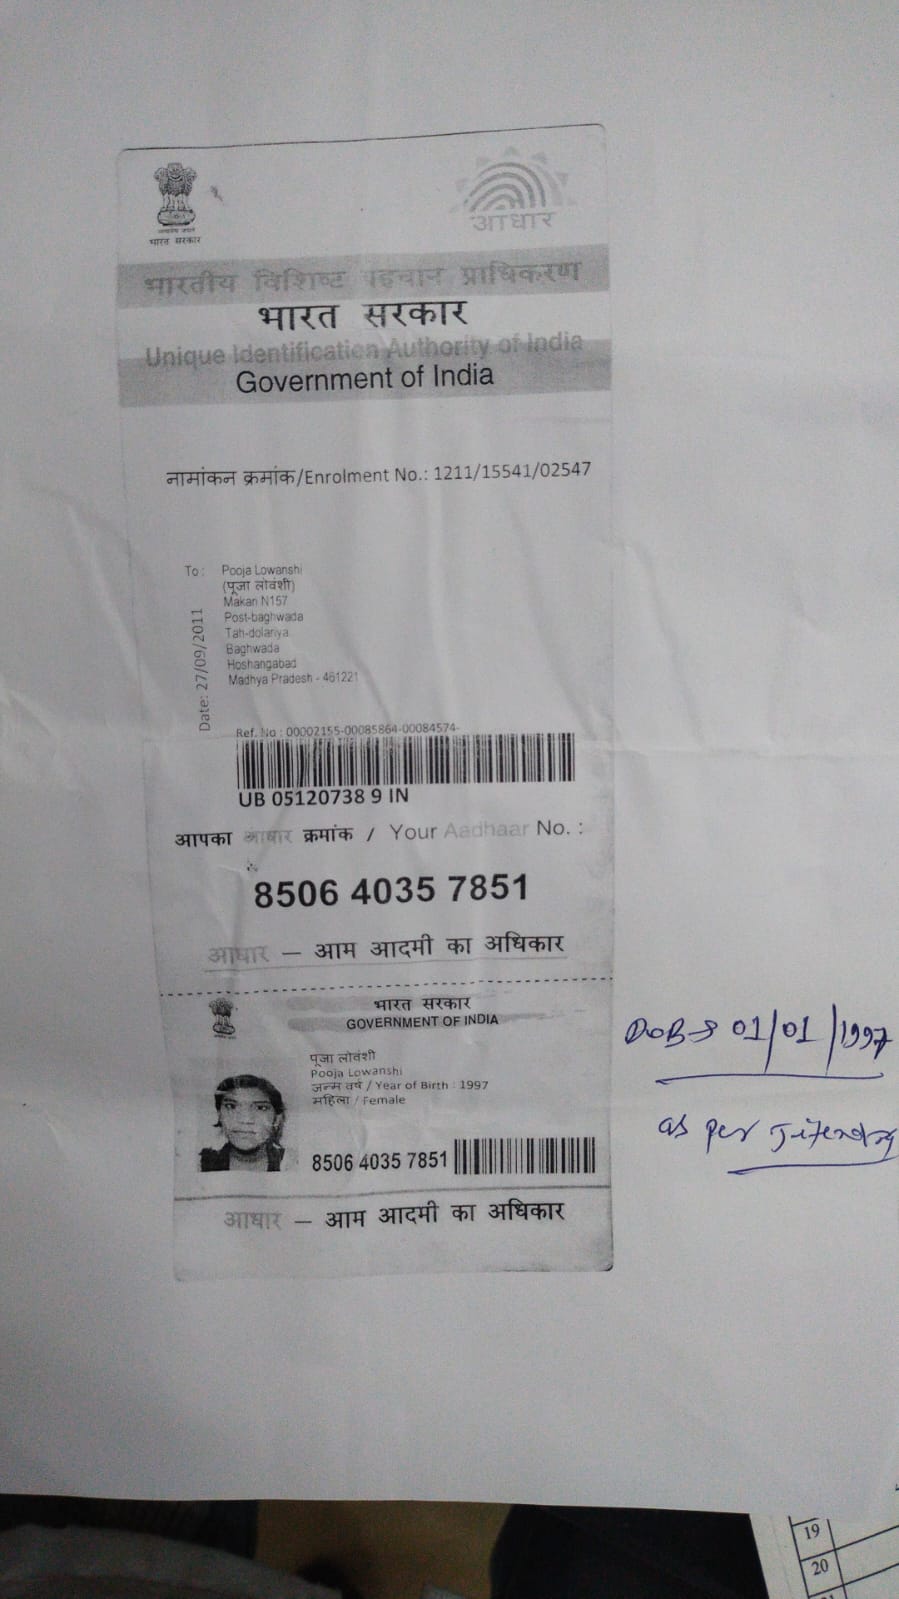 भारत सरकार
आधार
भारतीय विशिष्ट पहचान प्राधिकरण
भारत सरकार
Unique Identification Authority of India
Government of India
नामांकन क्रमांक/Enrolment No.: 1211/15541/02547
To :
Pooja Lowanshi
(पूजा लोवंशी)
Makan N157
Post-baghwada
Tah-dolariya
Baghwada
Hoshangabad
Madhya Pradesh - 461221
Date: 27/09/2011
Ref. No : 00002155-00085864-00084574-
UB 05120738 9 IN
आपका आधार क्रमांक / Your Aadhaar No. :
8506 4035 7851
आधार — आम आदमी का अधिकार
भारत सरकार
GOVERNMENT OF INDIA
पूजा लोवंशी
Pooja Lowanshi
जन्म वर्ष / Year of Birth : 1997
महिला / Female
8506 4035 7851
आधार — आम आदमी का अधिकार
DOB 01/01/1997
as per Jitendra
19
20